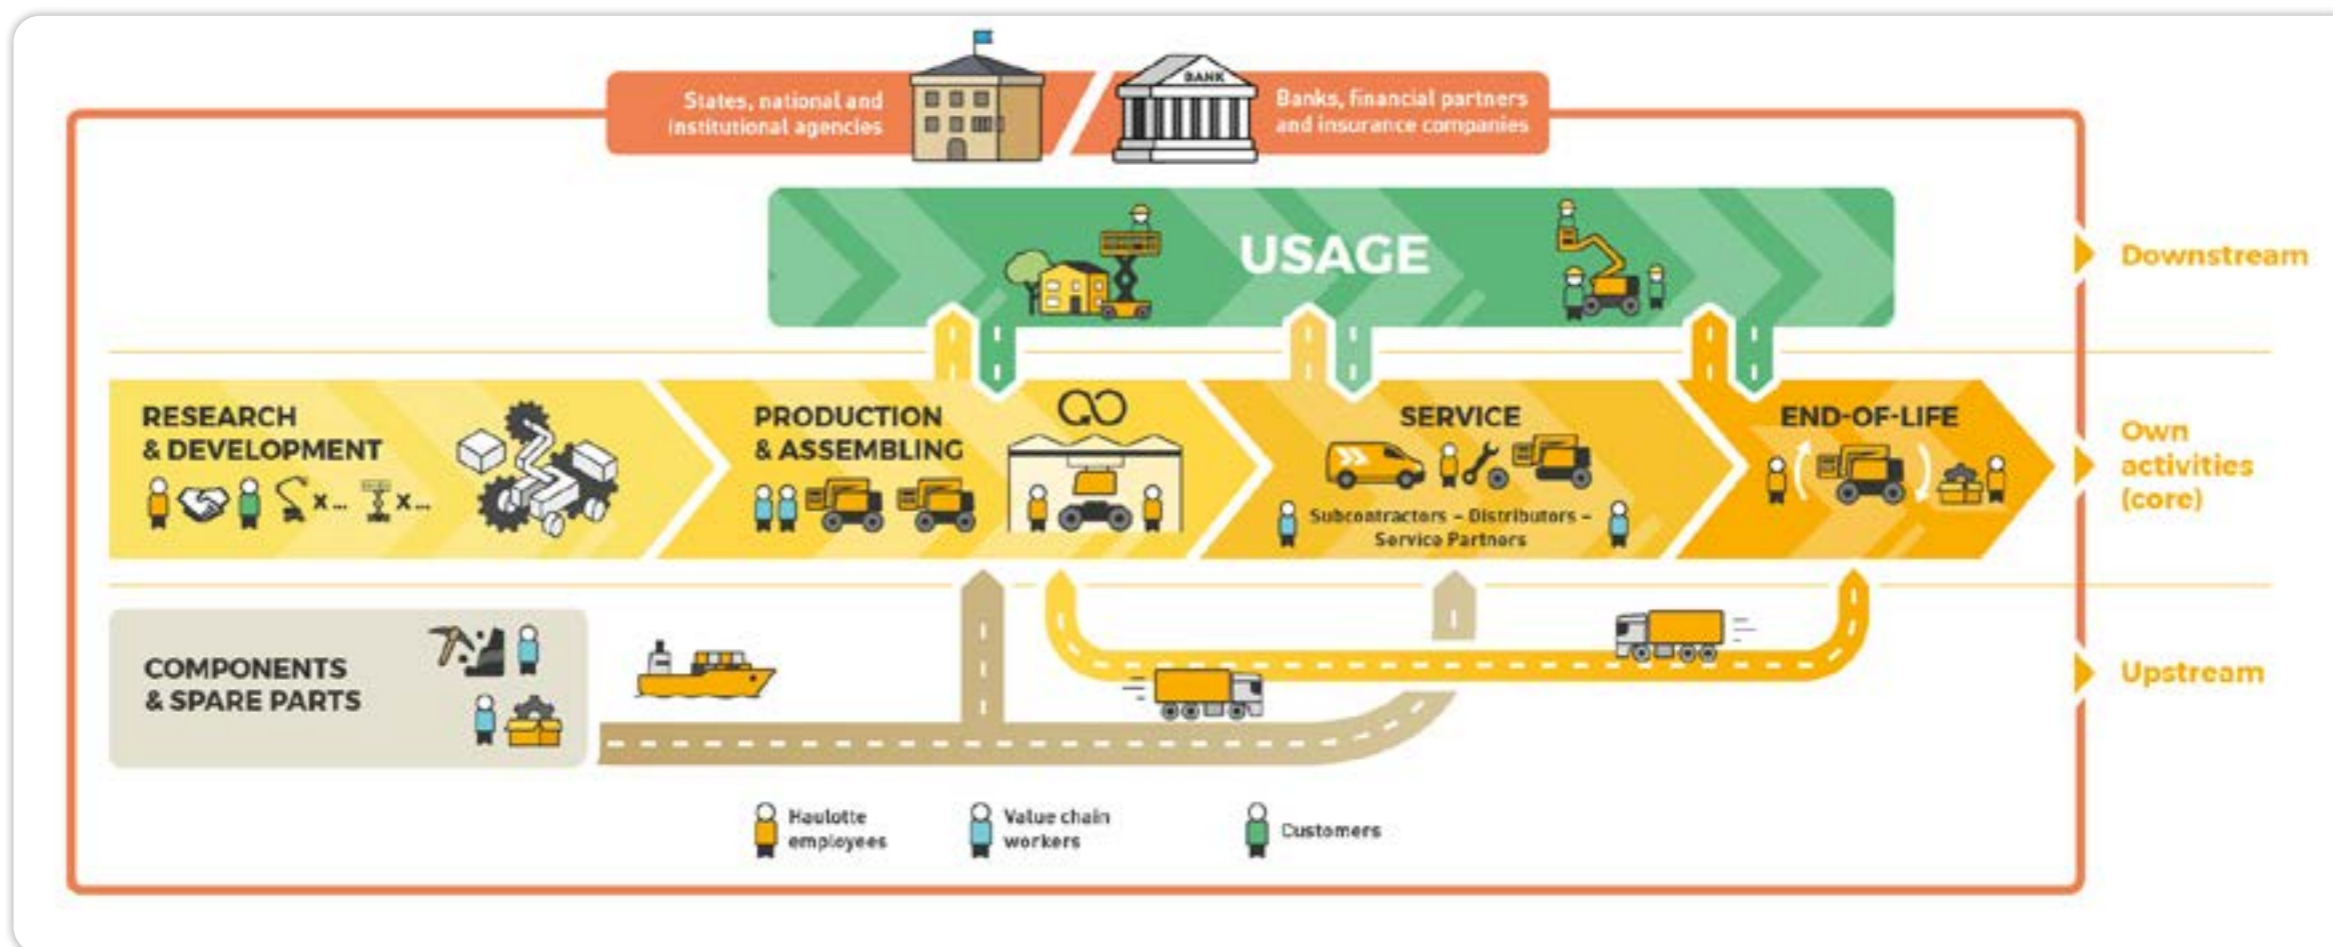 States, national and
institutional agencies
BANK
Banks, financial partners
and insurance companies
USAGE
Downstream
RESEARCH
& DEVELOPMENT
X ...
X ...
PRODUCTION
& ASSEMBLING
SERVICE
Subcontractors – Distributors –
Service Partners
END-OF-LIFE
Own
activities
(core)
COMPONENTS
& SPARE PARTS
Upstream
Haulotte
employees
Value chain
workers
Customers